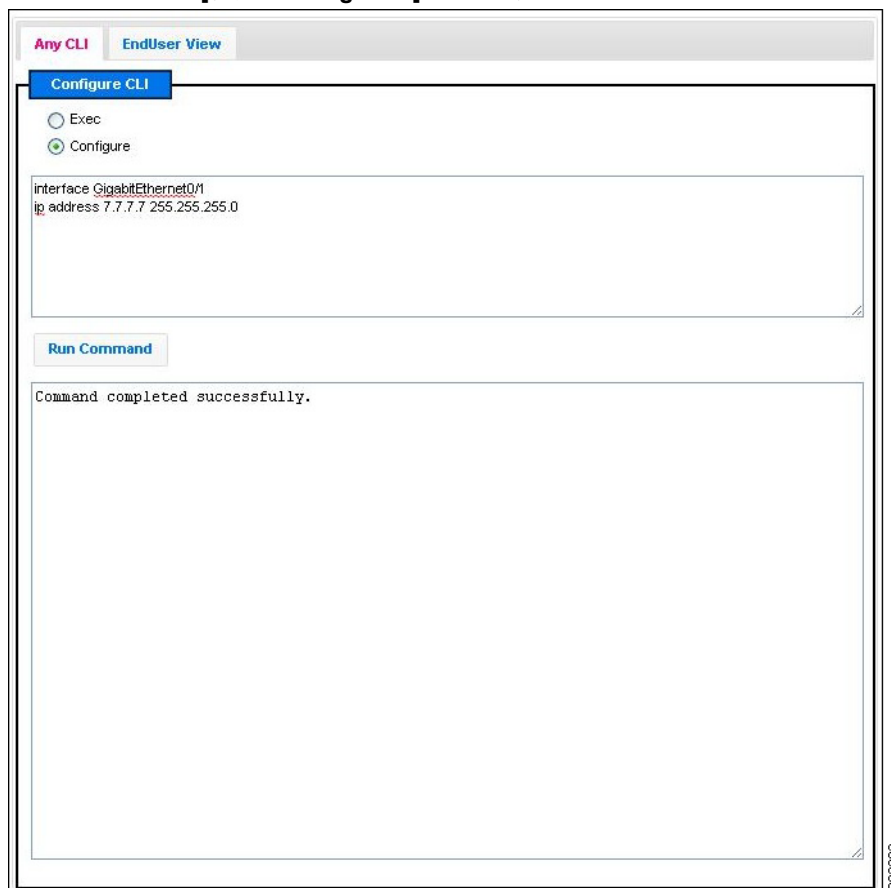 Any CLI
EndUser View
Configure CLI
Exec
Configure
interface GigabitEthernet0/1
ip address 7.7.7.7 255.255.255.0
Run Command
Command completed successfully.